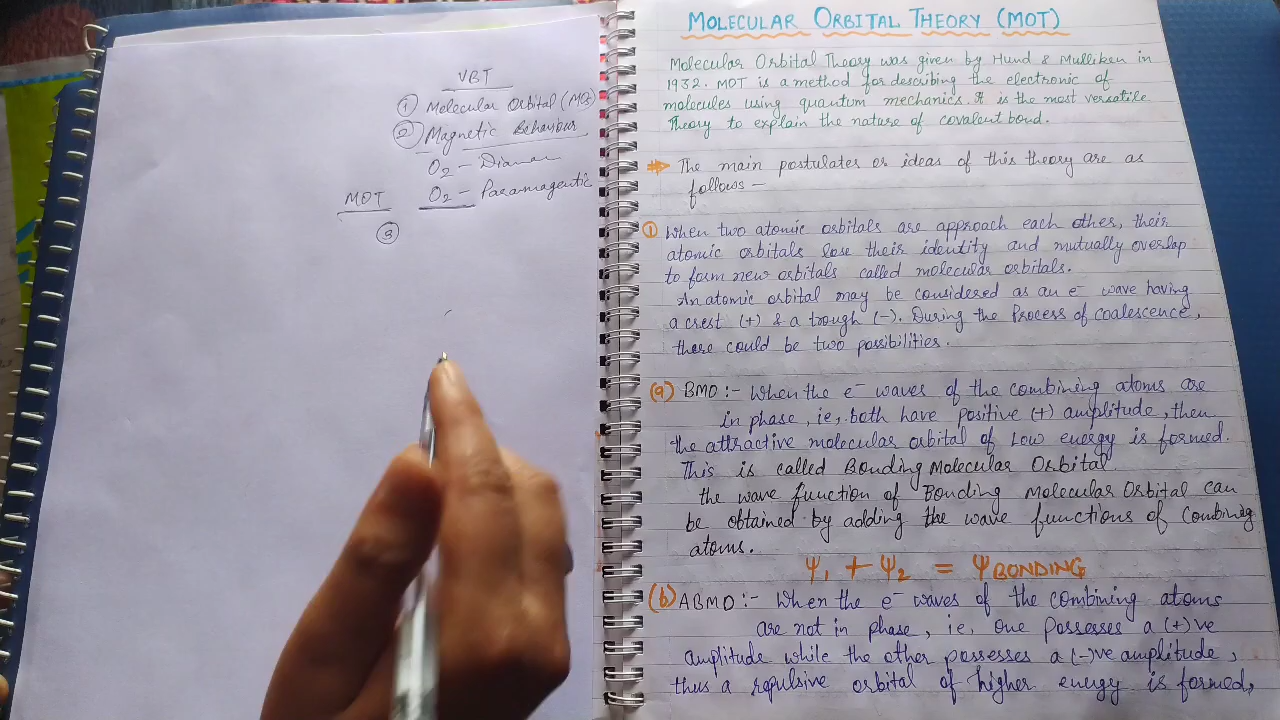 VBT
① Molecular Orbital (MO)
② Magnetic Behaviour
O₂ - Diamam
O₂ - Paramagentic
MOT
③
MOLECULAR ORBITAL THEORY (MOT)
Molecular Orbital Theory was given by Hund & Mulliken in
1932. MOT is a method for describing the electronic of
molecules using quantum mechanics. It is the most versatile
Theory to explain the nature of covalent bond.
⇒ The main postulates or ideas of this theory are as
follows —
① When two atomic orbitals are approach each other, their
atomic orbitals lose their identity and mutually overlap
to form new orbitals called molecular orbitals.
An atomic orbital may be considered as an e⁻ wave having
a crest (+) & a trough (-). During the Process of coalescence,
there could be two possibilities.
(a) BMO :- When the e⁻ waves of the combining atoms are
in phase, ie, both have positive (+) amplitude, then
the attractive molecular orbital of Low energy is formed.
This is called Bonding Molecular Orbital
the wave function of Bonding Molecular Orbital can
be obtained by adding the wave functions of combining
atoms.
Ψ₁ + Ψ₂ = Ψ BONDING
(b) ABMO :- When the e⁻ waves of the combining atoms
are not in phase, ie, one possesses a (+)ve
amplitude while the other possesses a (-)ve amplitude,
thus a repulsive orbital of higher energy is formed,